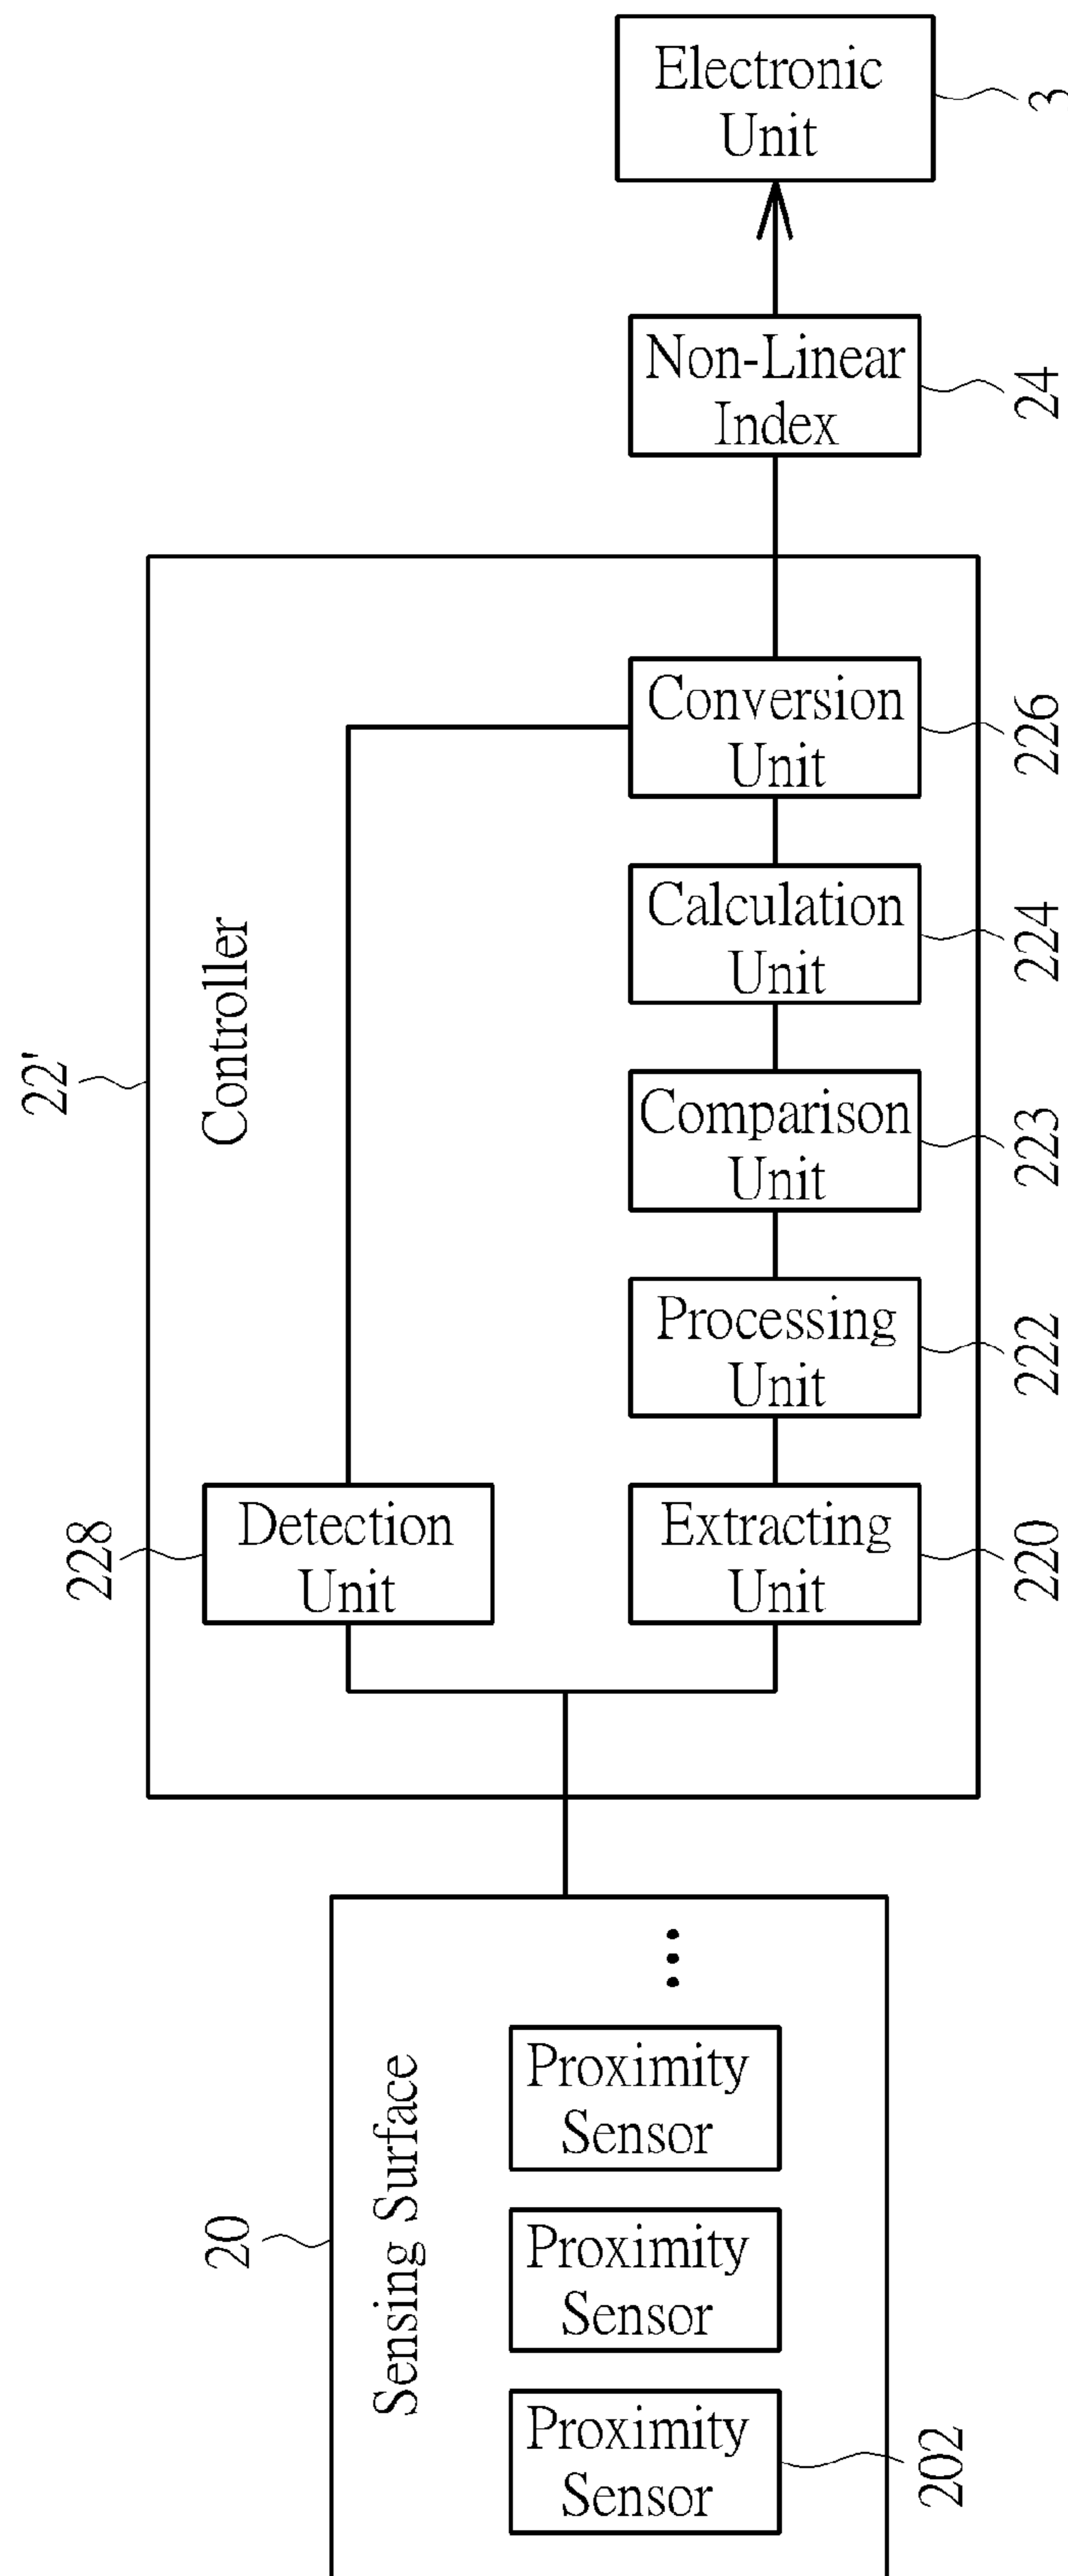 Electronic
Unit
3
Non-Linear
Index
24
22'
Controller
Conversion
Unit
226
Calculation
Unit
224
Comparison
Unit
223
Processing
Unit
222
228
Detection
Unit
Extracting
Unit
220
20
Sensing Surface
Proximity
Sensor
Proximity
Sensor
Proximity
Sensor
202